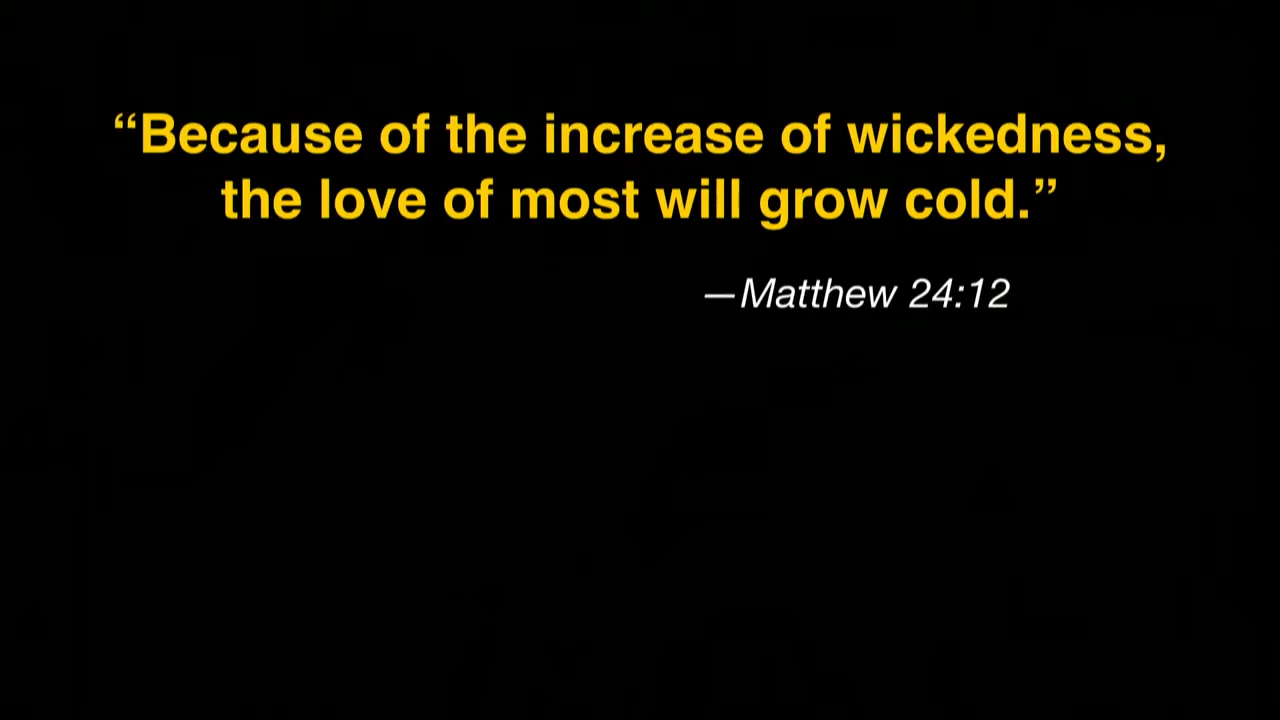 “Because of the increase of wickedness,
the love of most will grow cold.”
—Matthew 24:12